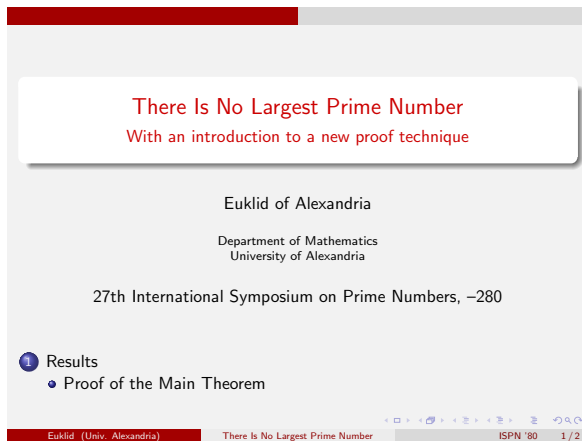 There Is No Largest Prime Number
With an introduction to a new proof technique
Euklid of Alexandria
Department of Mathematics
University of Alexandria
27th International Symposium on Prime Numbers, –280
1 Results
Proof of the Main Theorem
Euklid (Univ. Alexandria) There Is No Largest Prime Number ISPN '80 1 / 2